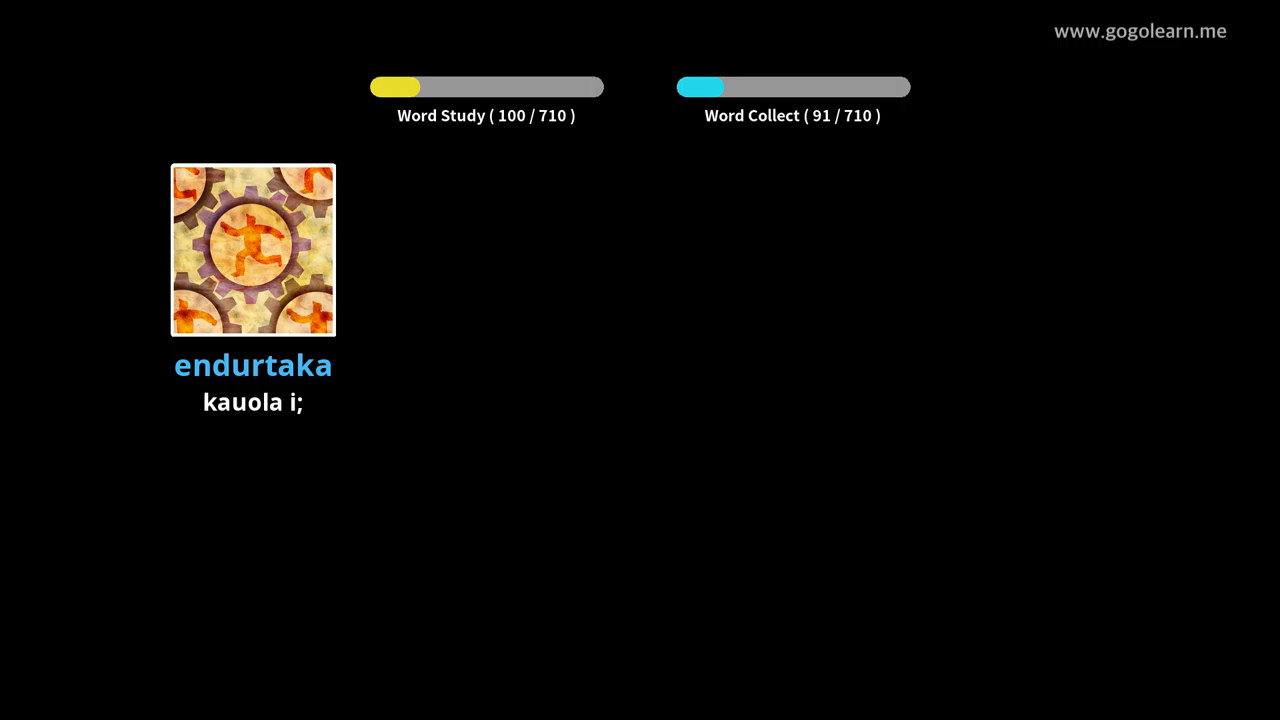 www.gogolearn.me
Word Study ( 100 / 710 )
Word Collect ( 91 / 710 )
endurtaka
kauola i;